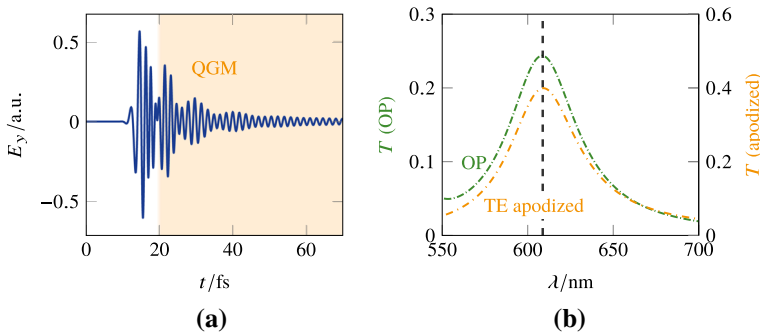 0.5
0
−0.5
E_y/a.u.
QGM
0 20 40 60
t/fs
(a)
0.3
0.2
0.1
0
T (OP)
OP
TE apodized
0.6
0.4
0.2
0
T (apodized)
550 600 650 700
λ/nm
(b)